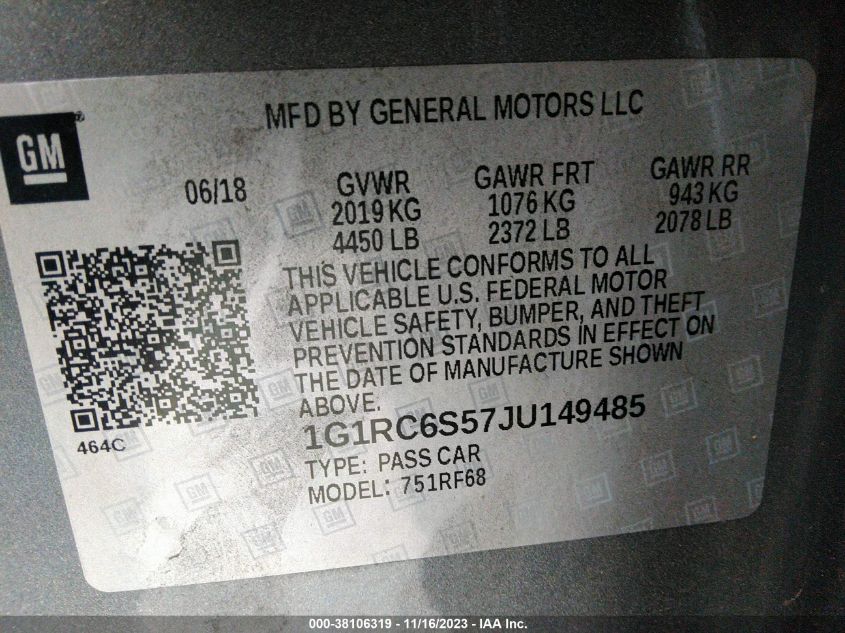 MFD BY GENERAL MOTORS LLC
GM ®
06/18
GVWR
2019 KG
4450 LB
GAWR FRT
1076 KG
2372 LB
GAWR RR
943 KG
2078 LB
THIS VEHICLE CONFORMS TO ALL
APPLICABLE U.S. FEDERAL MOTOR
VEHICLE SAFETY, BUMPER, AND THEFT
PREVENTION STANDARDS IN EFFECT ON
THE DATE OF MANUFACTURE SHOWN
ABOVE.
464C
1G1RC6S57JU149485
TYPE: PASS CAR
MODEL: 751RF68
000-38106319 - 11/16/2023 - IAA Inc.